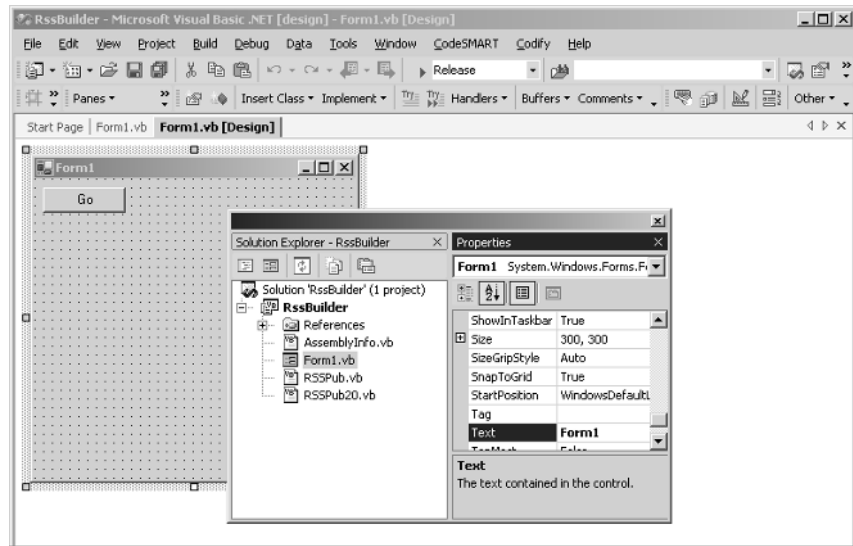 RssBuilder - Microsoft Visual Basic .NET [design] - Form1.vb [Design]
File Edit View Project Build Debug Data Tools Window CodeSMART Codify Help
Release
Panes Insert Class Implement Try Try Handlers Buffers Comments Other
Start Page Form1.vb Form1.vb [Design]
Form1
Go
Solution Explorer - RssBuilder
Solution 'RssBuilder' (1 project)
RssBuilder
References
AssemblyInfo.vb
Form1.vb
RSSPub.vb
RSSPub20.vb
Properties
Form1 System.Windows.Forms.Fo
ShowInTaskbar True
Size 300, 300
SizeGripStyle Auto
SnapToGrid True
StartPosition WindowsDefaultL
Tag
Text Form1
Text
The text contained in the control.